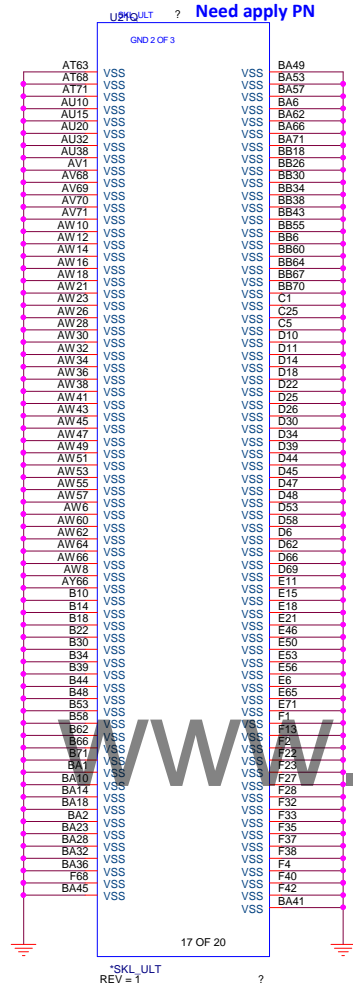 U21Q
SKL_ULT
? Need apply PN
GND 2 OF 3
AT63 VSS VSS BA49
AT68 VSS VSS BA53
AT71 VSS VSS BA57
AU10 VSS VSS BA6
AU15 VSS VSS BA62
AU20 VSS VSS BA66
AU32 VSS VSS BA71
AU38 VSS VSS BB18
AV1 VSS VSS BB26
AV68 VSS VSS BB30
AV69 VSS VSS BB34
AV70 VSS VSS BB38
AV71 VSS VSS BB43
AW10 VSS VSS BB55
AW12 VSS VSS BB6
AW14 VSS VSS BB60
AW16 VSS VSS BB64
AW18 VSS VSS BB67
AW21 VSS VSS BB70
AW23 VSS VSS C1
AW26 VSS VSS C25
AW28 VSS VSS C5
AW30 VSS VSS D10
AW32 VSS VSS D11
AW34 VSS VSS D14
AW36 VSS VSS D18
AW38 VSS VSS D22
AW41 VSS VSS D25
AW43 VSS VSS D26
AW45 VSS VSS D30
AW47 VSS VSS D34
AW49 VSS VSS D39
AW51 VSS VSS D44
AW53 VSS VSS D45
AW55 VSS VSS D47
AW57 VSS VSS D48
AW6 VSS VSS D53
AW60 VSS VSS D58
AW62 VSS VSS D6
AW64 VSS VSS D62
AW66 VSS VSS D66
AW8 VSS VSS D69
AY66 VSS VSS E11
B10 VSS VSS E15
B14 VSS VSS E18
B18 VSS VSS E21
B22 VSS VSS E46
B30 VSS VSS E50
B34 VSS VSS E53
B39 VSS VSS E56
B44 VSS VSS E6
B48 VSS VSS E65
B53 VSS VSS E71
B58 VSS VSS F1
B62 VSS VSS F13
B66 VSS VSS F2
B71 VSS VSS F22
BA1 VSS VSS F23
BA10 VSS VSS F27
BA14 VSS VSS F28
BA18 VSS VSS F32
BA2 VSS VSS F33
BA23 VSS VSS F35
BA28 VSS VSS F37
BA32 VSS VSS F38
BA36 VSS VSS F4
F68 VSS VSS F40
BA45 VSS VSS F42
VSS BA41
www.
17 OF 20
*SKL_ULT
REV = 1 ?